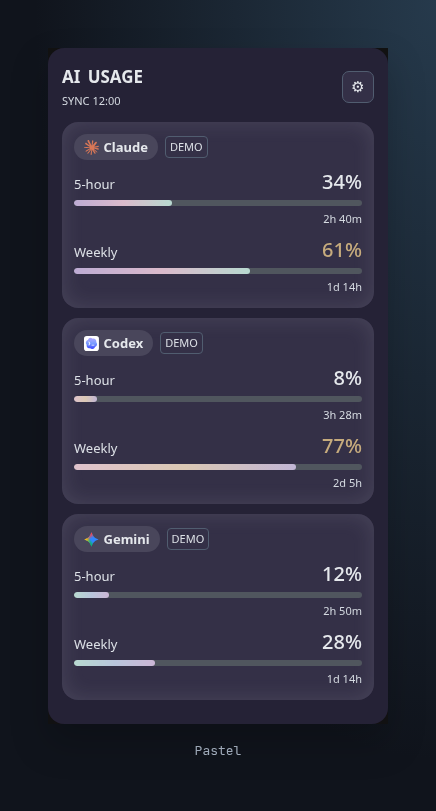 AI USAGE
SYNC 12:00
Claude DEMO
5-hour 34%
2h 40m
Weekly 61%
1d 14h
Codex DEMO
5-hour 8%
3h 28m
Weekly 77%
2d 5h
Gemini DEMO
5-hour 12%
2h 50m
Weekly 28%
1d 14h
Pastel